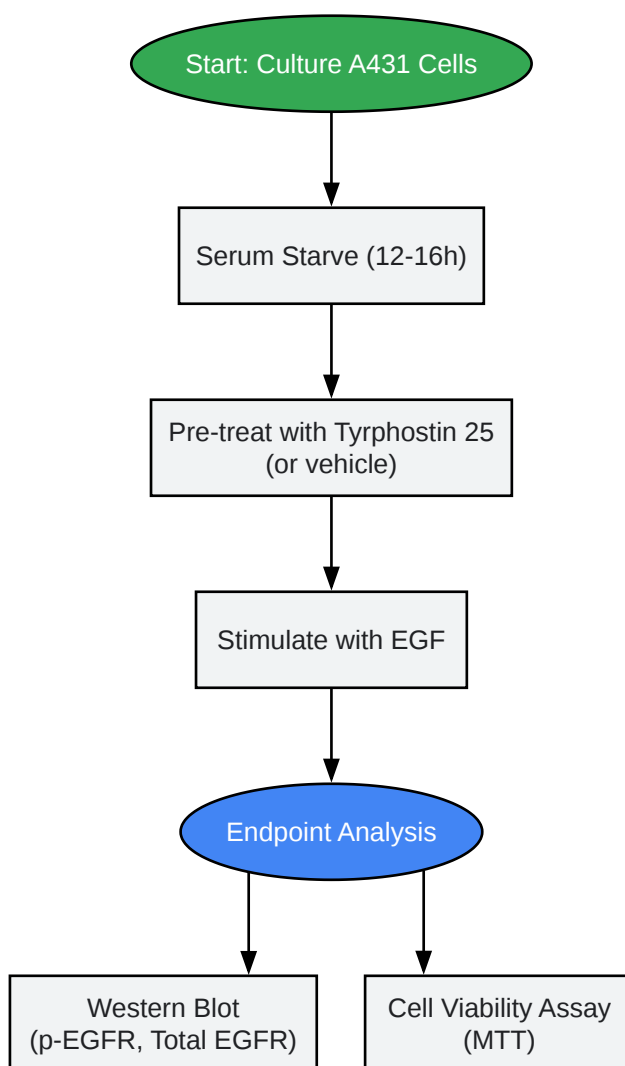 Start: Culture A431 Cells
Serum Starve (12-16h)
Pre-treat with Tyrphostin 25
(or vehicle)
Stimulate with EGF
Endpoint Analysis
Western Blot
(p-EGFR, Total EGFR)
Cell Viability Assay
(MTT)